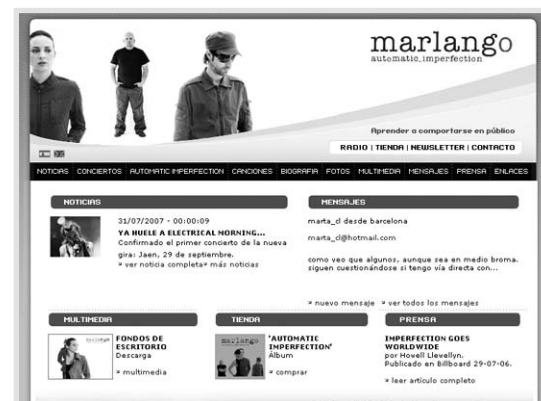 marlango
automatic_imperfection
Aprender a comportarse en público
RADIO | TIENDA | NEWSLETTER | CONTACTO
NOTICIAS CONCIERTOS AUTOMATIC IMPERFECTION CANCIONES BIOGRAFIA FOTOS MULTIMEDIA MENSAJES PRENSA ENLACES
NOTICIAS
31/07/2007 - 00:00:09
YA HUELE A ELECTRICAL MORNING...
Confirmado el primer concierto de la nueva
gira: Jaen, 29 de septiembre.
» ver noticia completa» más noticias
MENSAJES
marta_cl desde barcelona
marta_cl@hotmail.com
como veo que algunos, aunque sea en medio broma.
siguen cuestionándose si tengo vía directa con...
» nuevo mensaje » ver todos los mensajes
MULTIMEDIA
FONDOS DE
ESCRITORIO
Descarga
» multimedia
TIENDA
marlango
'AUTOMATIC
IMPERFECTION'
Álbum
» comprar
PRENSA
IMPERFECTION GOES
WORLDWIDE
por Howell Llevellyn.
Publicado en Billboard 29-07-06.
» leer artículo completo